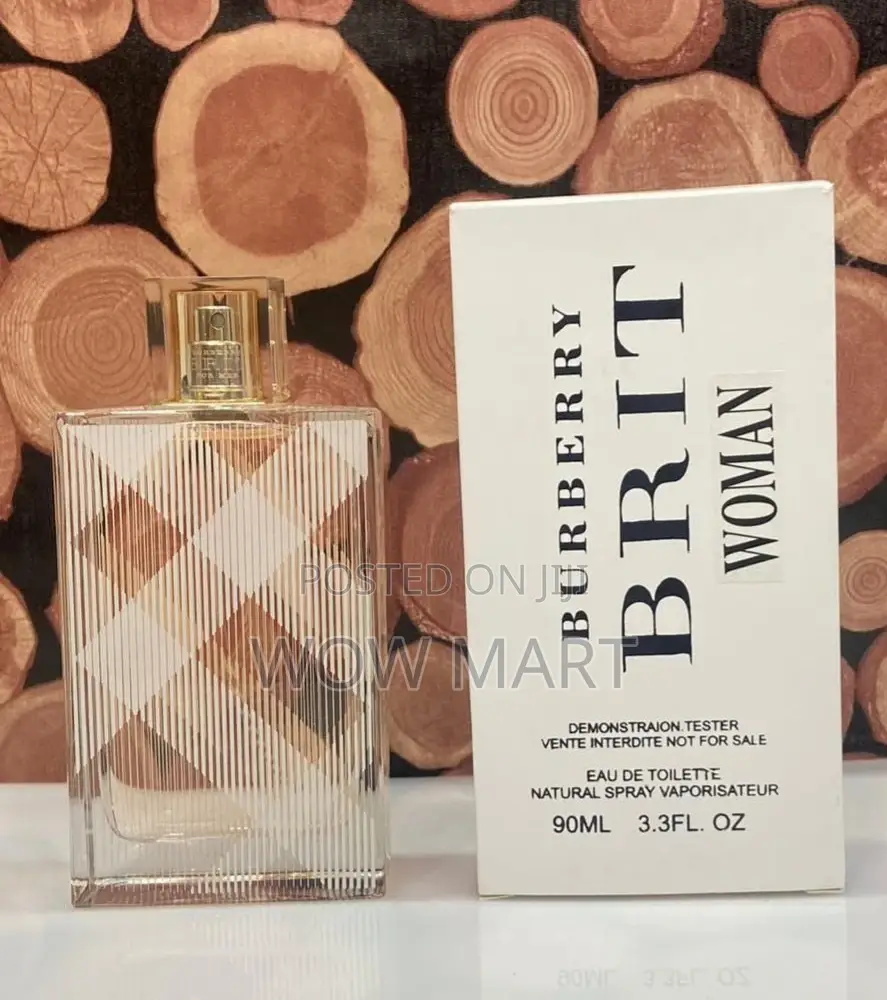 BURBERRY
BRIT
WOMAN
POSTED ON JIJI
WOW MART
DEMONSTRAION.TESTER
VENTE INTERDITE NOT FOR SALE
EAU DE TOILETTE
NATURAL SPRAY VAPORISATEUR
90ML 3.3FL. OZ